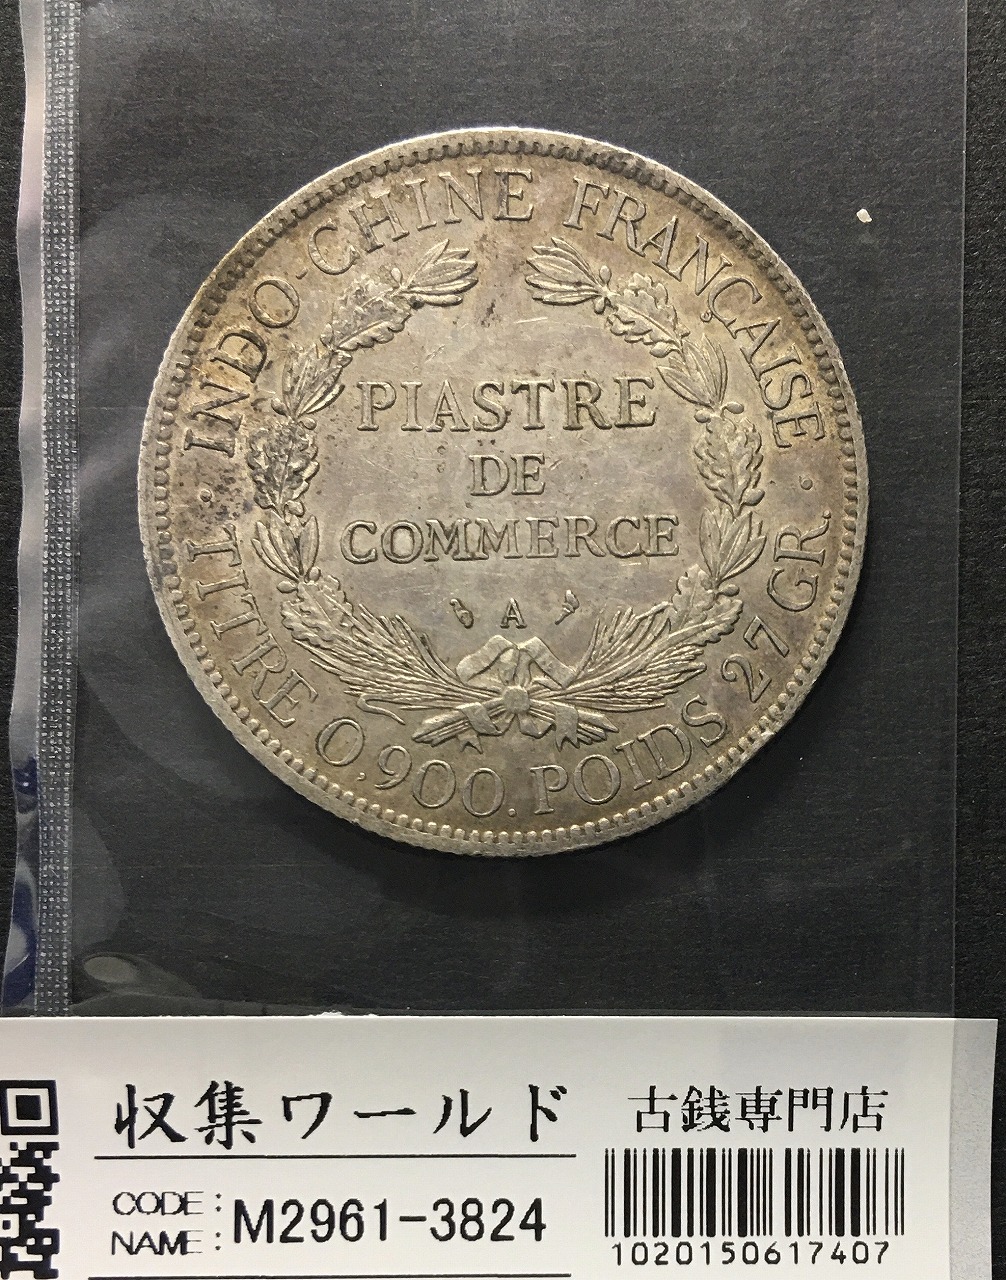 INDO-CHINE FRANÇAISE
PIASTRE
DE
COMMERCE
A
TITRE 0,900. POIDS 27 GR.
収集ワールド
古銭専門店
CODE:
NAME: M2961-3824
1020150617407